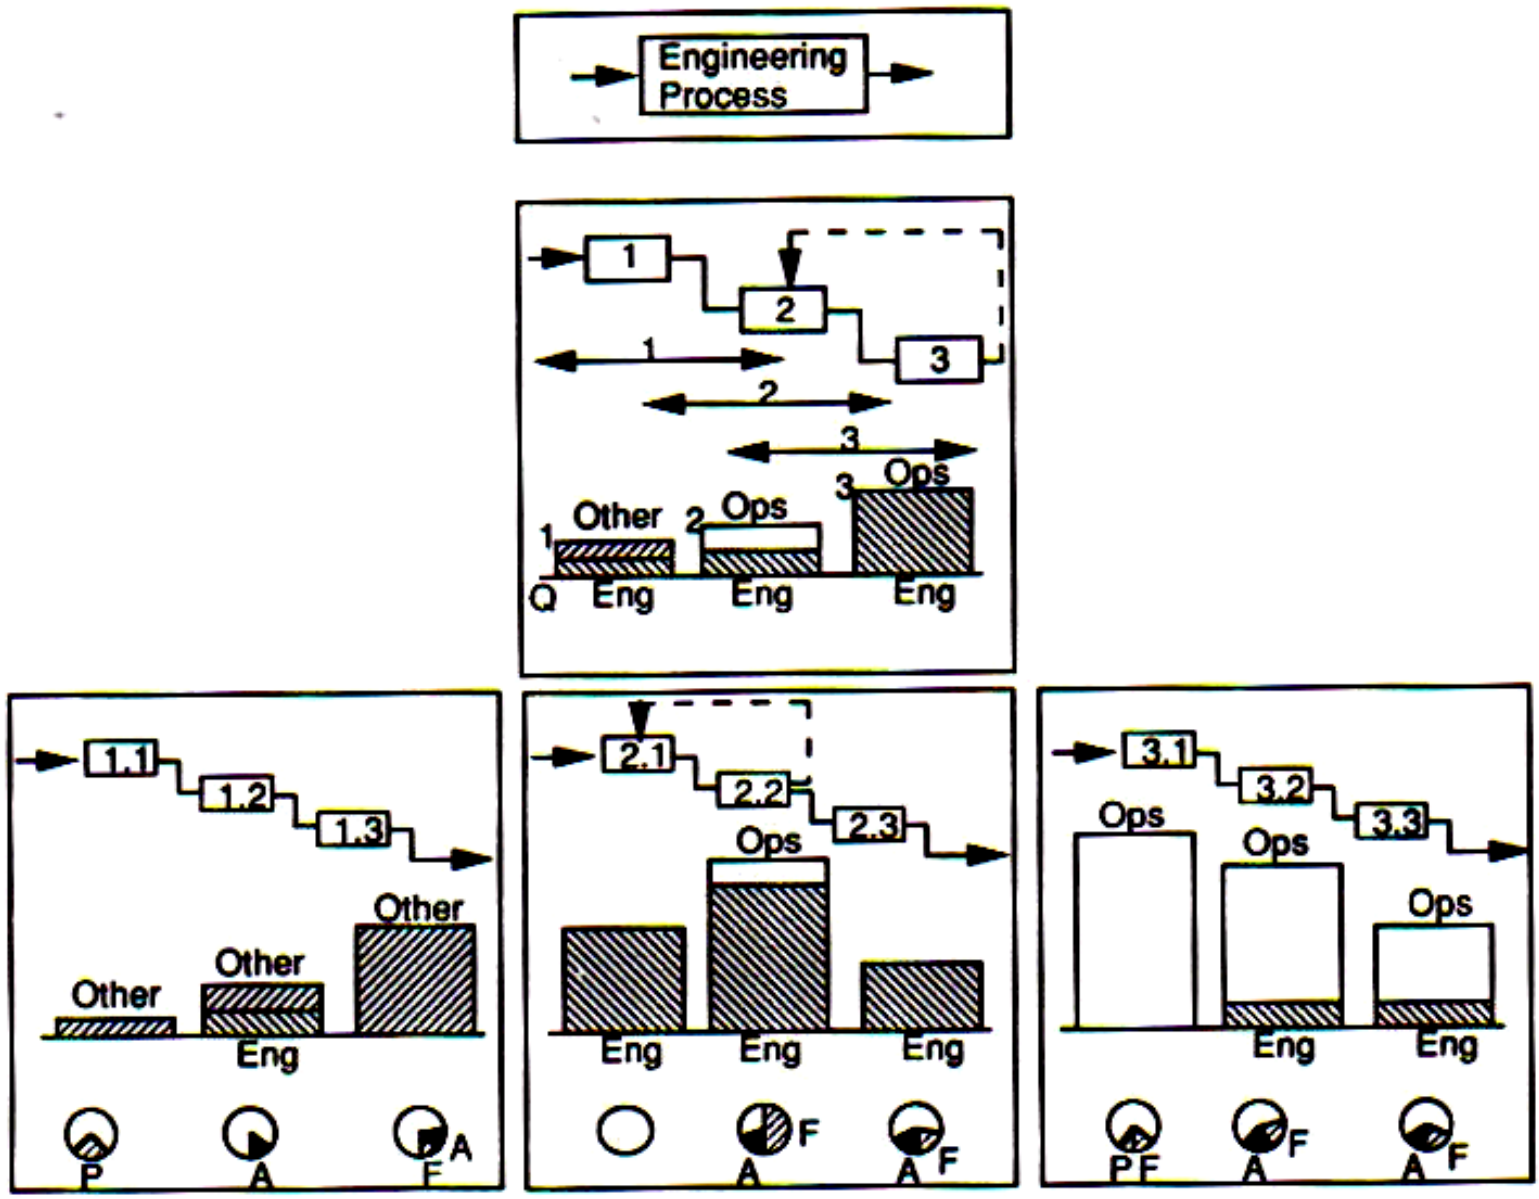 Engineering
Process
1
2
3
1
2
3
Ops
3
Ops
2
Other
1
Q Eng Eng Eng
1.1
1.2
1.3
Other
Other
Other
Eng
P
A
A
F
2.1
2.2
2.3
Ops
Eng Eng Eng
F
A
A F
3.1
3.2
3.3
Ops
Ops
Ops
Eng Eng
P F
A F
A F